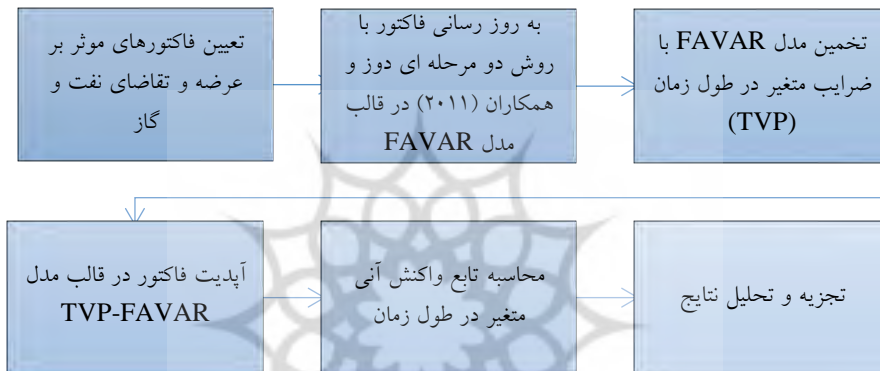 تعیین فاکتورهای موثر بر
عرضه و تقاضای نفت و
گاز
به روز رسانی فاکتور با
روش دو مرحله ای دوز و
همکاران (۲۰۱۱) در قالب
مدل FAVAR
تخمین مدل FAVAR با
ضرایب متغیر در طول زمان
(TVP)
آپدیت فاکتور در قالب مدل
TVP-FAVAR
محاسبه تابع واکنش آنی
متغیر در طول زمان
تجزیه و تحلیل نتایج